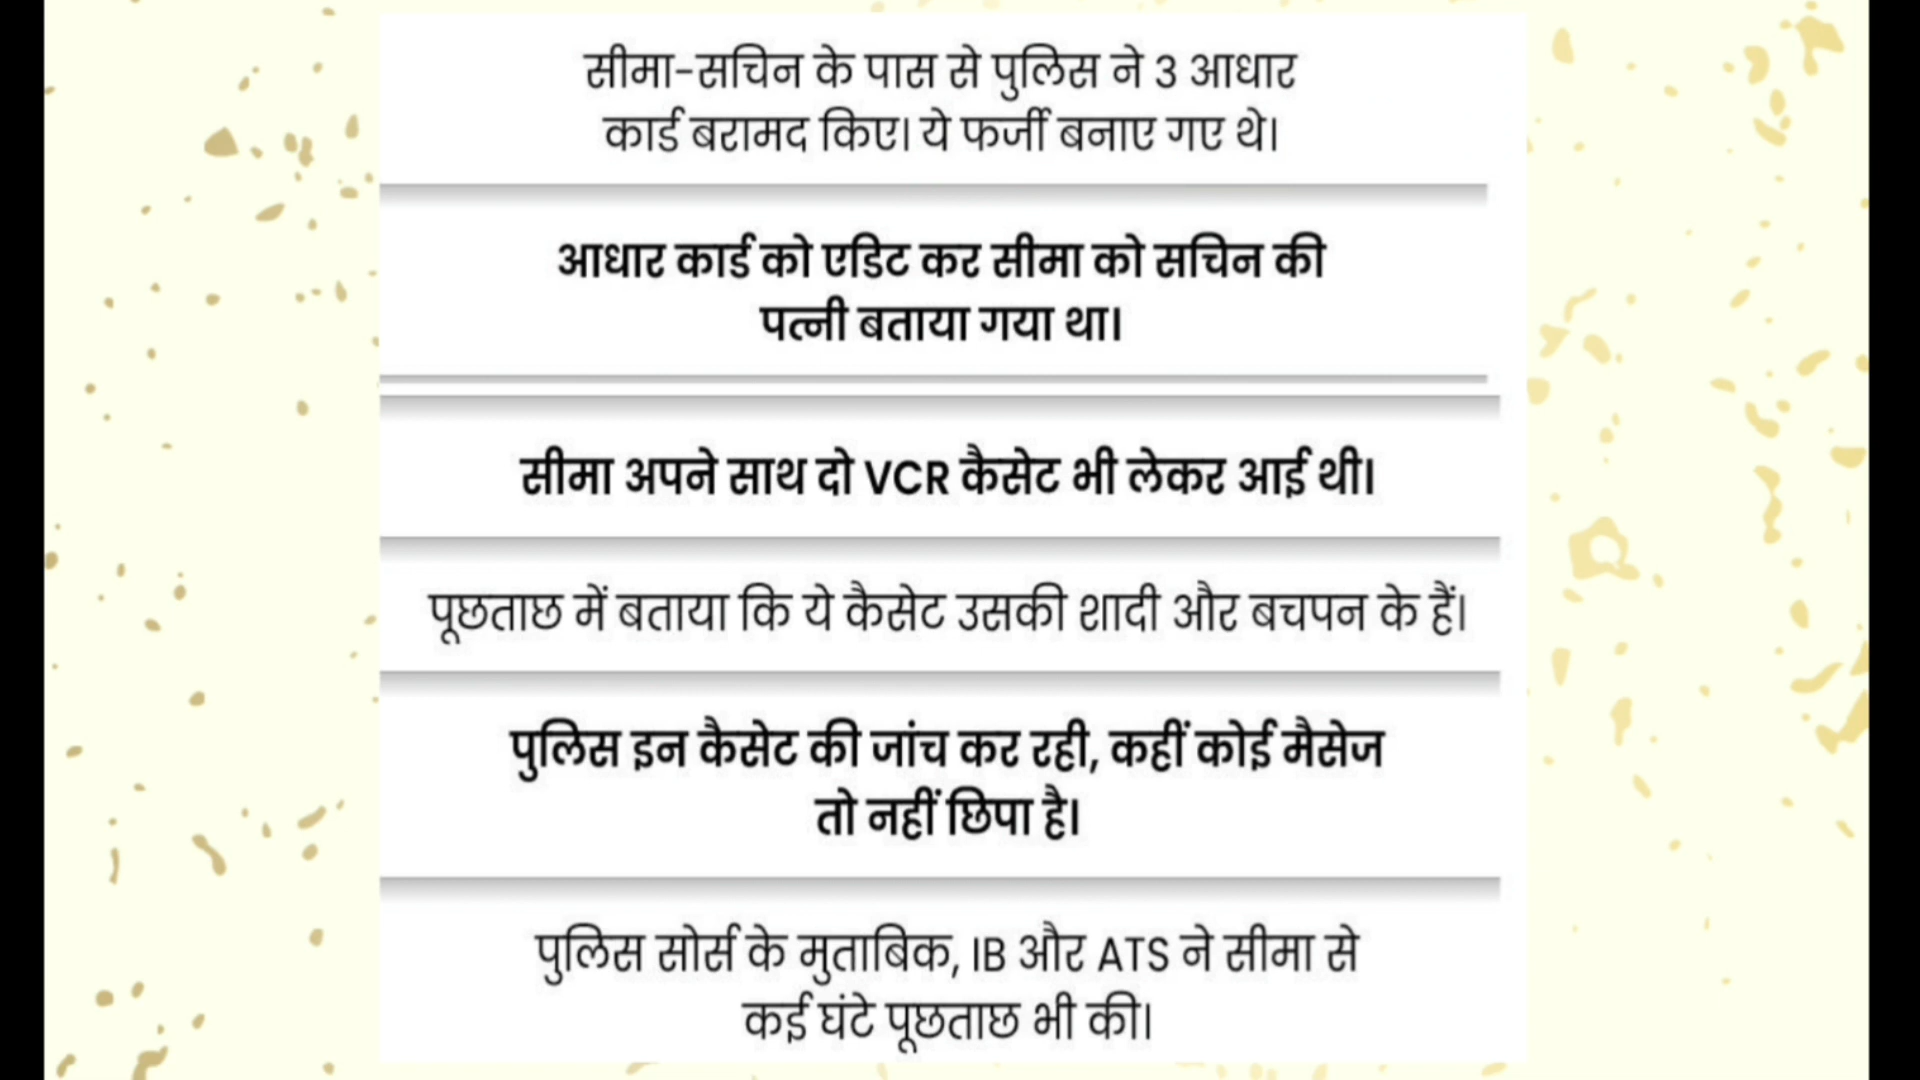 सीमा-सचिन के पास से पुलिस ने 3 आधार
कार्ड बरामद किए। ये फर्जी बनाए गए थे।
आधार कार्ड को एडिट कर सीमा को सचिन की
पत्नी बताया गया था।
सीमा अपने साथ दो VCR कैसेट भी लेकर आई थी।
पूछताछ में बताया कि ये कैसेट उसकी शादी और बचपन के हैं।
पुलिस इन कैसेट की जांच कर रही, कहीं कोई मैसेज
तो नहीं छिपा है।
पुलिस सोर्स के मुताबिक, IB और ATS ने सीमा से
कई घंटे पूछताछ भी की।